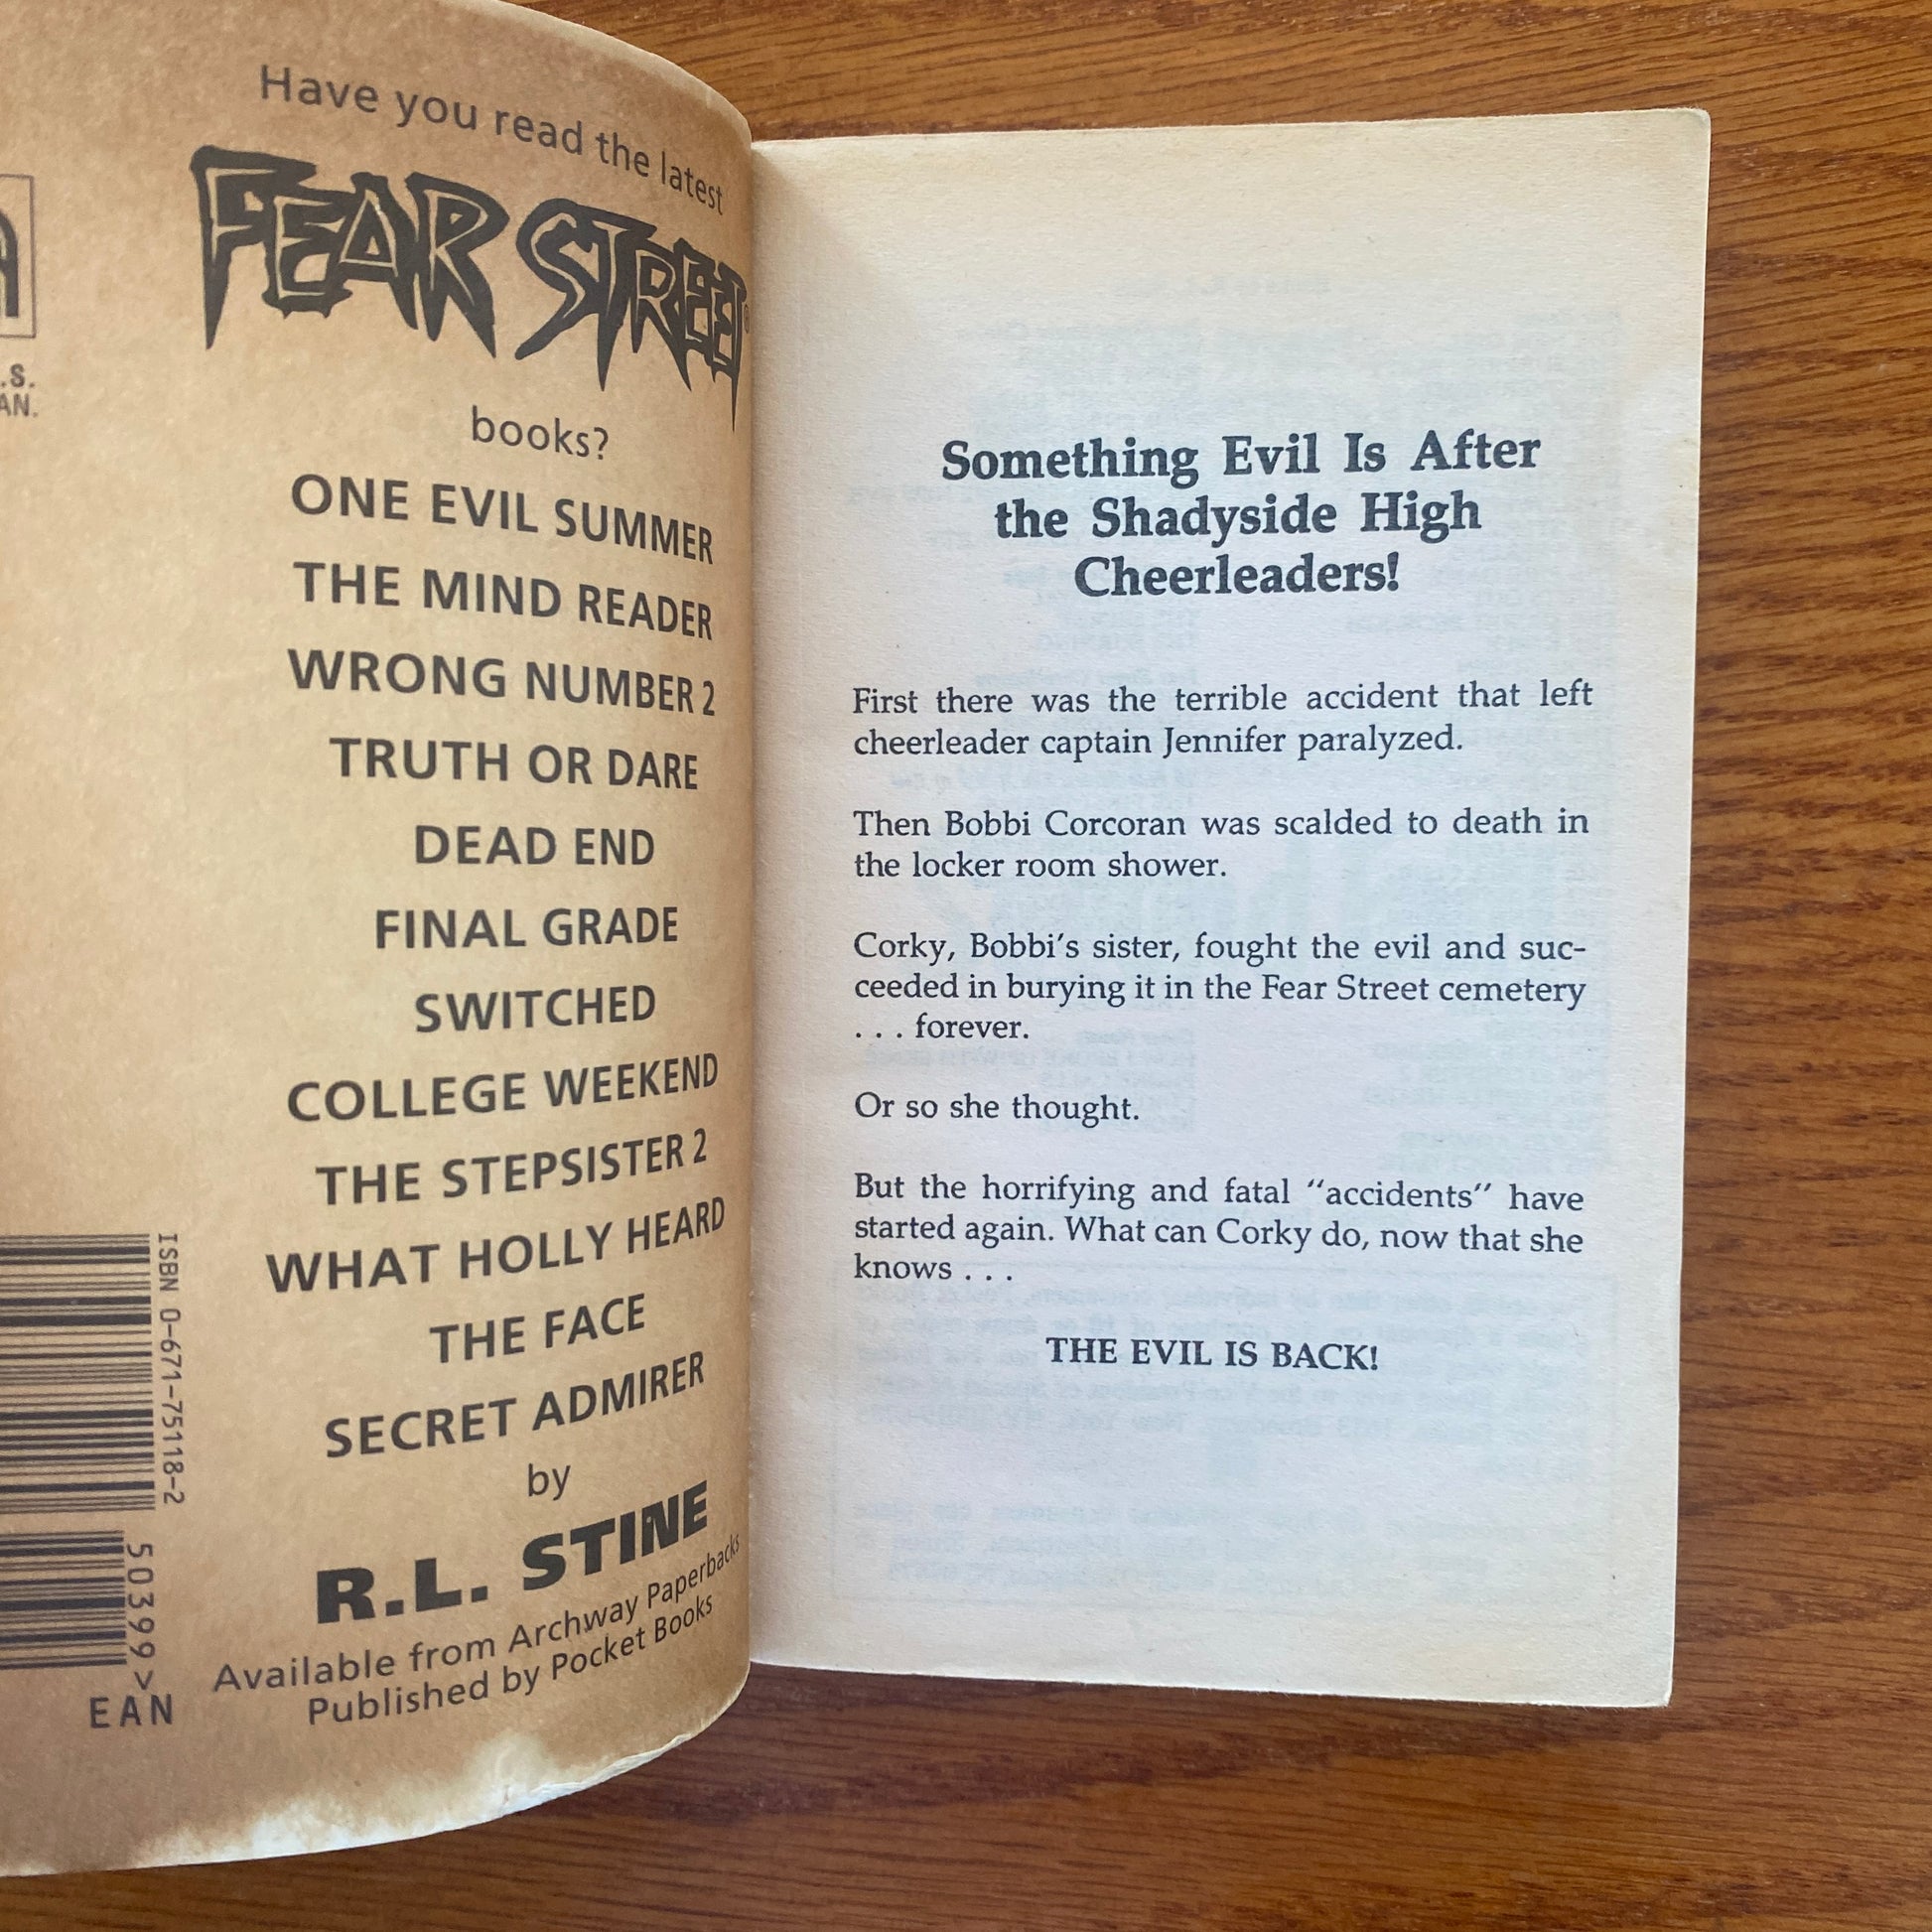 .S.
AN.
ISBN 0-671-75118-2
50399>
EAN
Have you read the latest
FEAR STREET®
books?
ONE EVIL SUMMER
THE MIND READER
WRONG NUMBER 2
TRUTH OR DARE
DEAD END
FINAL GRADE
SWITCHED
COLLEGE WEEKEND
THE STEPSISTER 2
WHAT HOLLY HEARD
THE FACE
SECRET ADMIRER
by
R.L. STINE
Available from Archway Paperbacks
Published by Pocket Books
Something Evil Is After
the Shadyside High
Cheerleaders!
First there was the terrible accident that left
cheerleader captain Jennifer paralyzed.
Then Bobbi Corcoran was scalded to death in
the locker room shower.
Corky, Bobbi's sister, fought the evil and suc-
ceeded in burying it in the Fear Street cemetery
. . . forever.
Or so she thought.
But the horrifying and fatal "accidents" have
started again. What can Corky do, now that she
knows . . .
THE EVIL IS BACK!